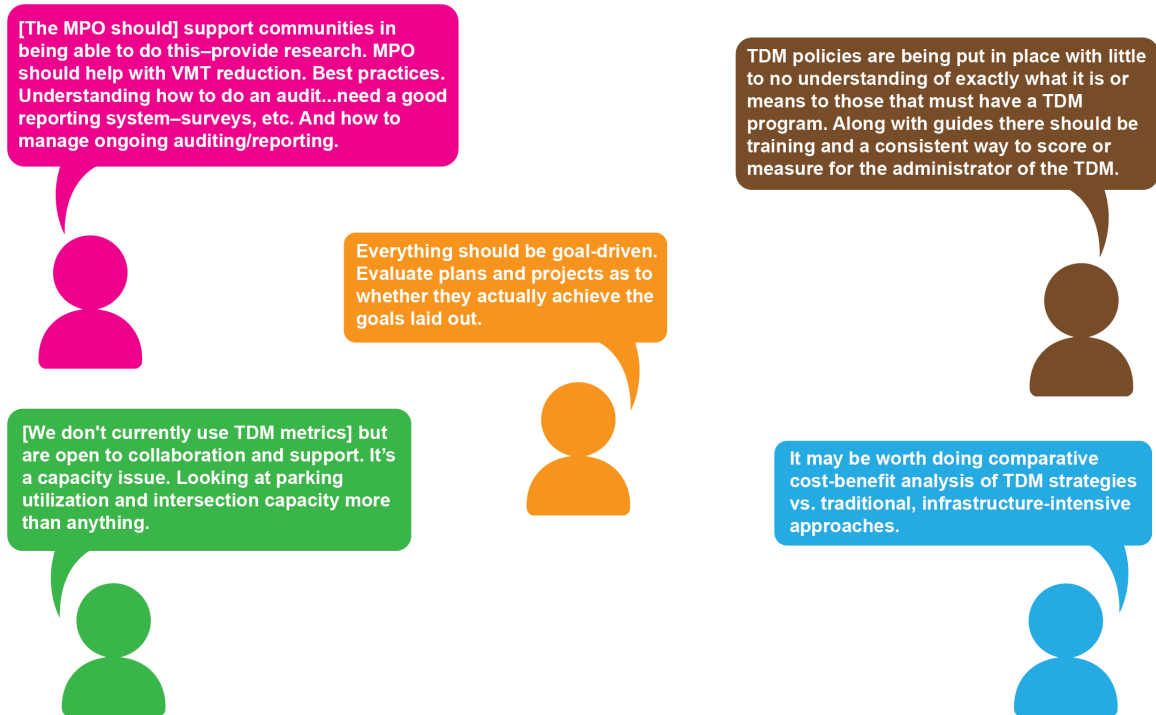 [The MPO should] support communities in
being able to do this–provide research. MPO
should help with VMT reduction. Best practices.
Understanding how to do an audit...need a good
reporting system–surveys, etc. And how to
manage ongoing auditing/reporting.
TDM policies are being put in place with little
to no understanding of exactly what it is or
means to those that must have a TDM
program. Along with guides there should be
training and a consistent way to score or
measure for the administrator of the TDM.
Everything should be goal-driven.
Evaluate plans and projects as to
whether they actually achieve the
goals laid out.
[We don't currently use TDM metrics] but
are open to collaboration and support. It’s
a capacity issue. Looking at parking
utilization and intersection capacity more
than anything.
It may be worth doing comparative
cost-benefit analysis of TDM strategies
vs. traditional, infrastructure-intensive
approaches.